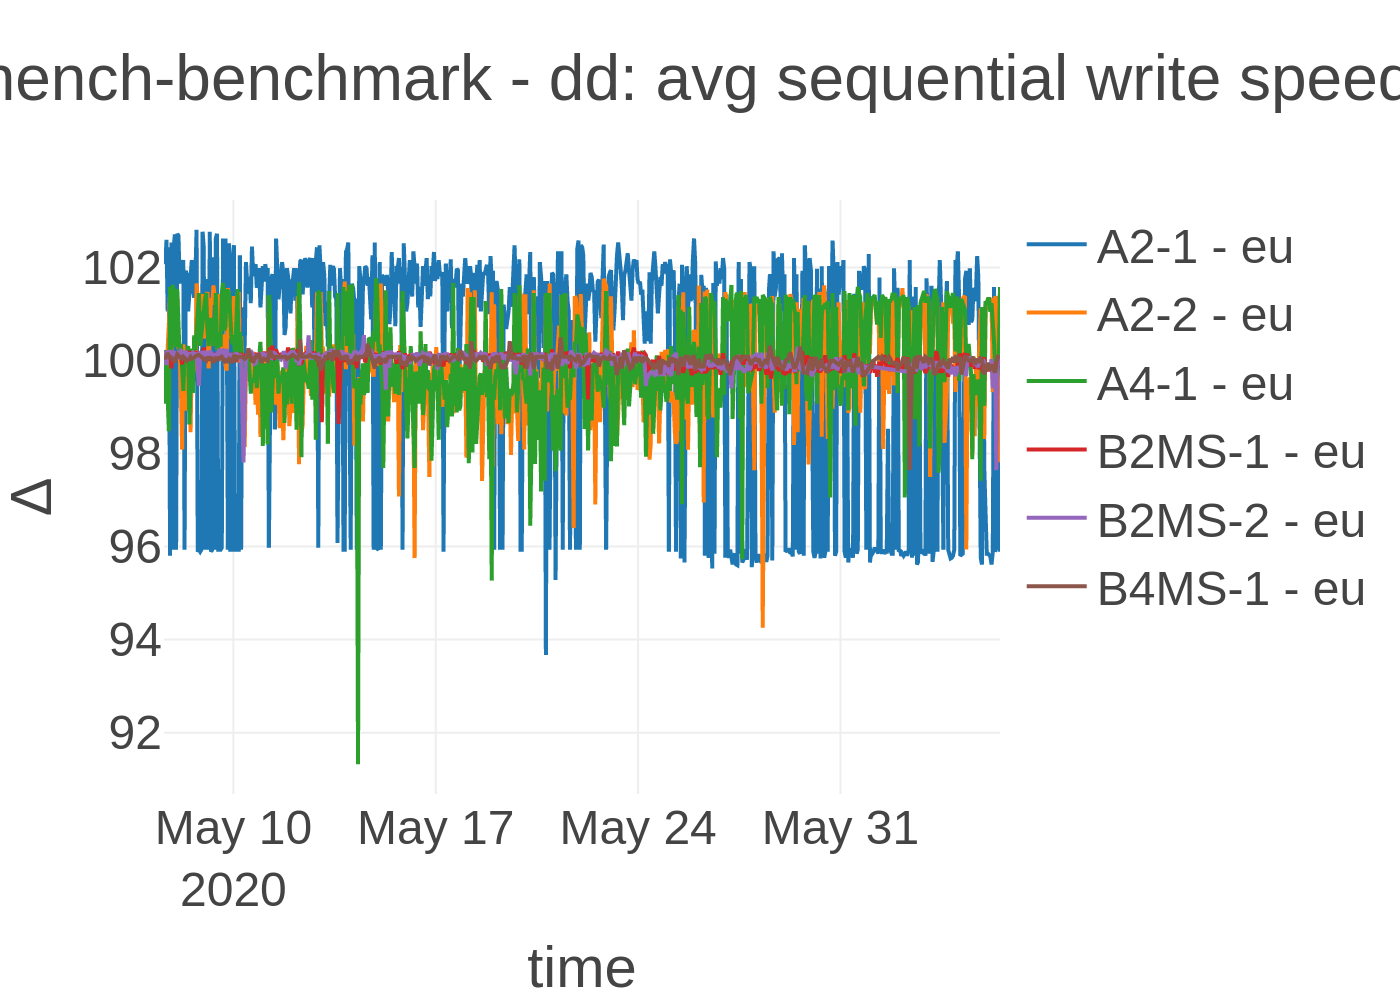 nench-benchmark - dd: avg sequential write speed
Δ
102
100
98
96
94
92
May 10
2020
May 17
May 24
May 31
time
A2-1 - eu
A2-2 - eu
A4-1 - eu
B2MS-1 - eu
B2MS-2 - eu
B4MS-1 - eu